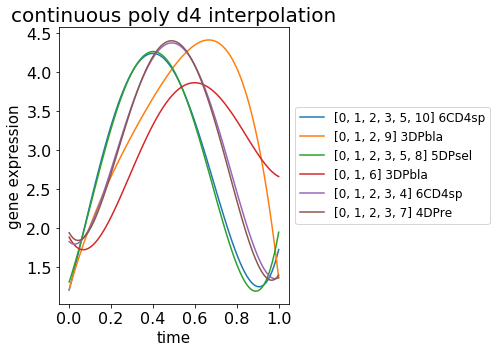 continuous poly d4 interpolation
gene expression
4.5
4.0
3.5
3.0
2.5
2.0
1.5
0.0 0.2 0.4 0.6 0.8 1.0
time
[0, 1, 2, 3, 5, 10] 6CD4sp
[0, 1, 2, 9] 3DPbla
[0, 1, 2, 3, 5, 8] 5DPsel
[0, 1, 6] 3DPbla
[0, 1, 2, 3, 4] 6CD4sp
[0, 1, 2, 3, 7] 4DPre